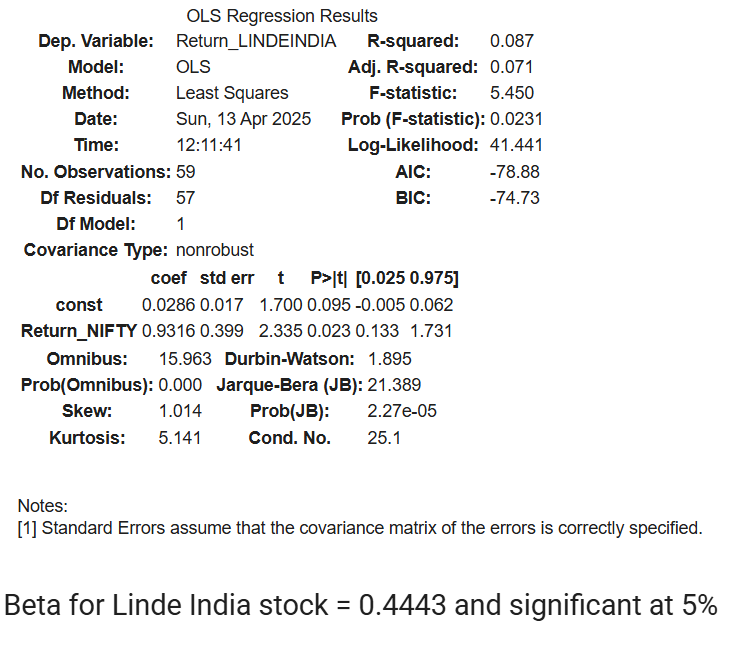 OLS Regression Results
Dep. Variable: Return_LINDEINDIA R-squared: 0.087
Model: OLS Adj. R-squared: 0.071
Method: Least Squares F-statistic: 5.450
Date: Sun, 13 Apr 2025 Prob (F-statistic): 0.0231
Time: 12:11:41 Log-Likelihood: 41.441
No. Observations: 59 AIC: -78.88
Df Residuals: 57 BIC: -74.73
Df Model: 1
Covariance Type: nonrobust
coef std err t P>|t| [0.025 0.975]
const 0.0286 0.017 1.700 0.095 -0.005 0.062
Return_NIFTY 0.9316 0.399 2.335 0.023 0.133 1.731
Omnibus: 15.963 Durbin-Watson: 1.895
Prob(Omnibus): 0.000 Jarque-Bera (JB): 21.389
Skew: 1.014 Prob(JB): 2.27e-05
Kurtosis: 5.141 Cond. No. 25.1
Notes:
[1] Standard Errors assume that the covariance matrix of the errors is correctly specified.
Beta for Linde India stock = 0.4443 and significant at 5%